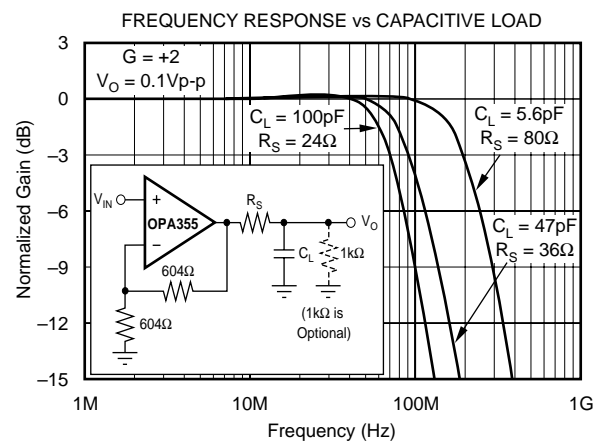 FREQUENCY RESPONSE vs CAPACITIVE LOAD
Normalized Gain (dB)
3
0
–3
–6
–9
–12
–15
G = +2
V_O = 0.1Vp-p
C_L = 100pF
R_S = 24Ω
C_L = 5.6pF
R_S = 80Ω
C_L = 47pF
R_S = 36Ω
V_IN
+
–
OPA355
R_S
V_O
C_L
1kΩ
604Ω
604Ω
(1kΩ is
Optional)
1M
10M
100M
1G
Frequency (Hz)